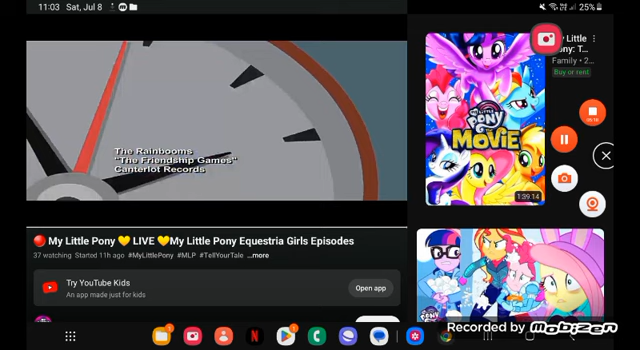 11:03 Sat, Jul 8
25%
The Rainbooms
"The Friendship Games"
Canterlot Records
🔴 My Little Pony 💛 LIVE 💛My Little Pony Equestria Girls Episodes
37 watching Started 11h ago #MyLittlePony #MLP #TellYourTale ...more
Try YouTube Kids
An app made just for kids
Open app
My Little Pony
MOVIE
1:59:14
y Little
Pony: T...
Family • 2...
Buy or rent
Recorded by mobizen